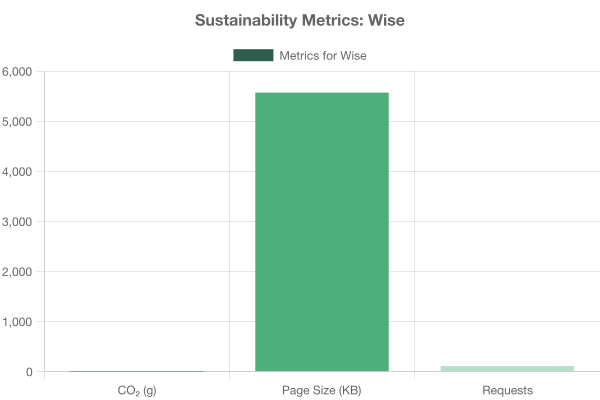 Sustainability Metrics: Wise
Metrics for Wise
6,000
5,000
4,000
3,000
2,000
1,000
0
CO₂ (g)
Page Size (KB)
Requests